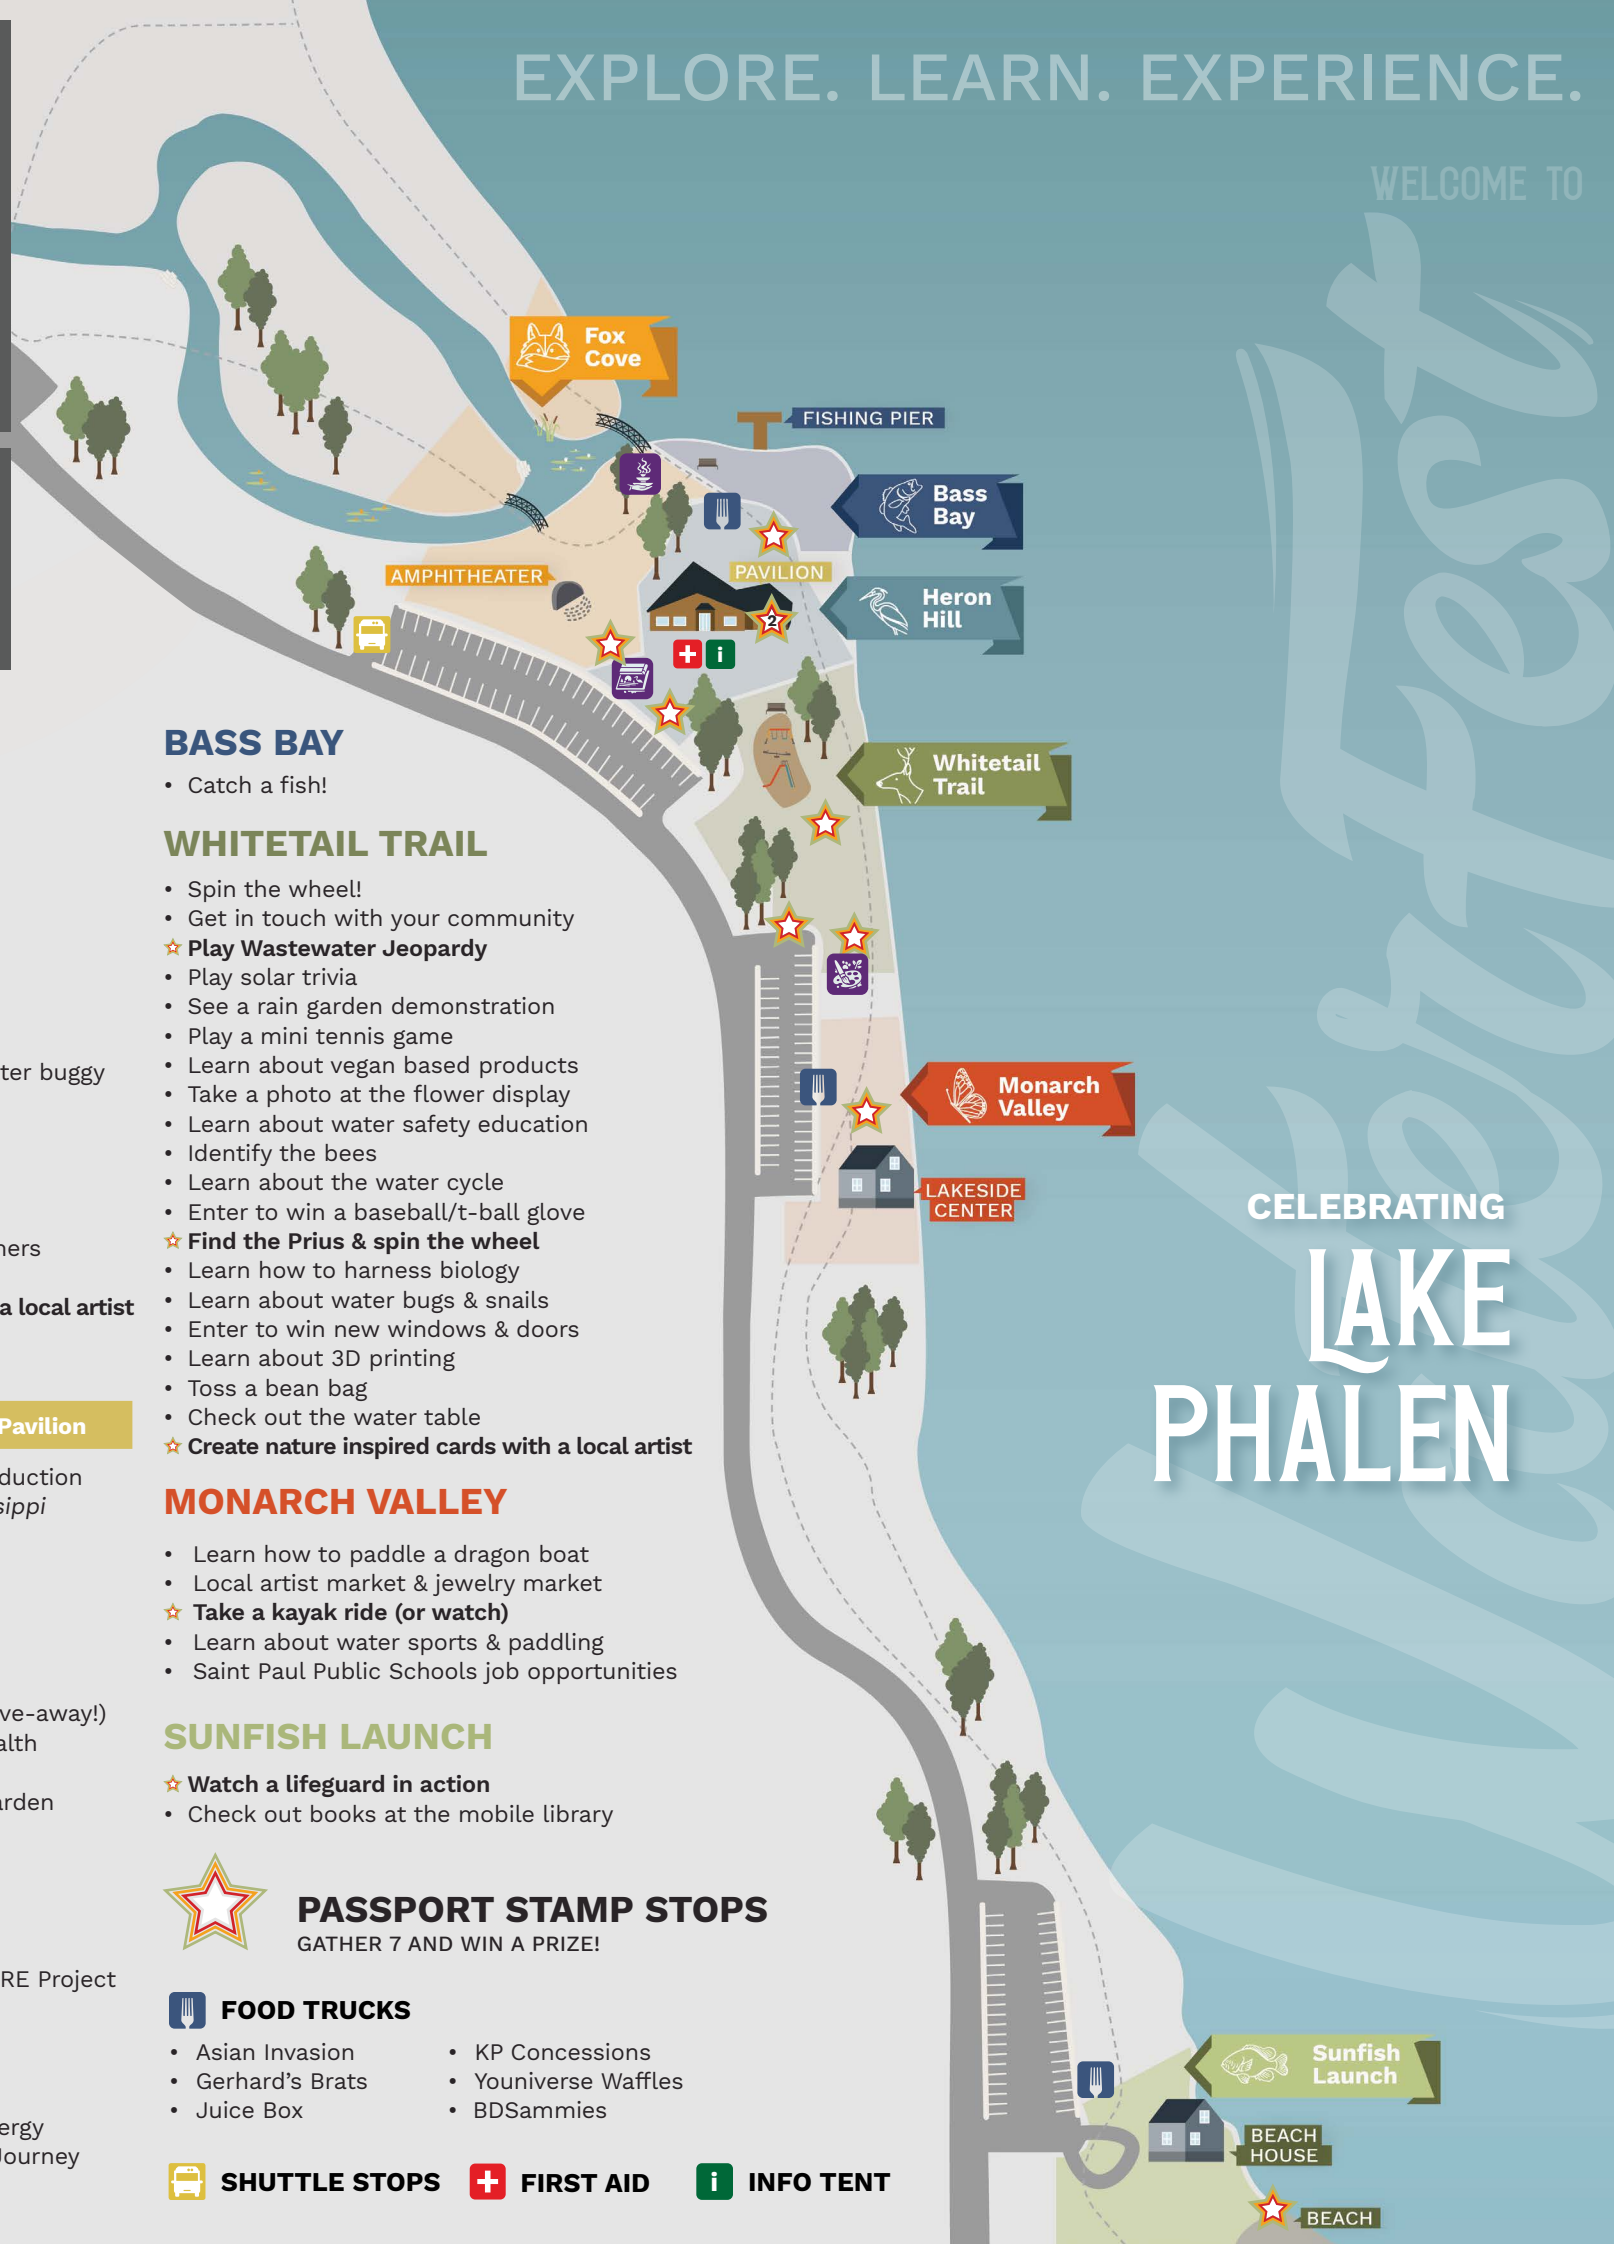 EXPLORE. LEARN. EXPERIENCE.
WELCOME TO
Waterfest
CELEBRATING
LAKE
PHALEN
Fox
Cove
FISHING PIER
Bass
Bay
AMPHITHEATER
PAVILION
Heron
Hill
2
i
Whitetail
Trail
Monarch
Valley
LAKESIDE
CENTER
Sunfish
Launch
BEACH
HOUSE
BEACH
ter buggy
ners
a local artist
Pavilion
duction
sippi
ve-away!)
alth
arden
RE Project
ergy
Journey
BASS BAY
• Catch a fish!
WHITETAIL TRAIL
• Spin the wheel!
• Get in touch with your community
Play Wastewater Jeopardy
• Play solar trivia
• See a rain garden demonstration
• Play a mini tennis game
• Learn about vegan based products
• Take a photo at the flower display
• Learn about water safety education
• Identify the bees
• Learn about the water cycle
• Enter to win a baseball/t-ball glove
Find the Prius & spin the wheel
• Learn how to harness biology
• Learn about water bugs & snails
• Enter to win new windows & doors
• Learn about 3D printing
• Toss a bean bag
• Check out the water table
Create nature inspired cards with a local artist
MONARCH VALLEY
• Learn how to paddle a dragon boat
• Local artist market & jewelry market
Take a kayak ride (or watch)
• Learn about water sports & paddling
• Saint Paul Public Schools job opportunities
SUNFISH LAUNCH
Watch a lifeguard in action
• Check out books at the mobile library
PASSPORT STAMP STOPS
GATHER 7 AND WIN A PRIZE!
FOOD TRUCKS
• Asian Invasion
• Gerhard's Brats
• Juice Box
• KP Concessions
• Youniverse Waffles
• BDSammies
SHUTTLE STOPS
FIRST AID
i INFO TENT